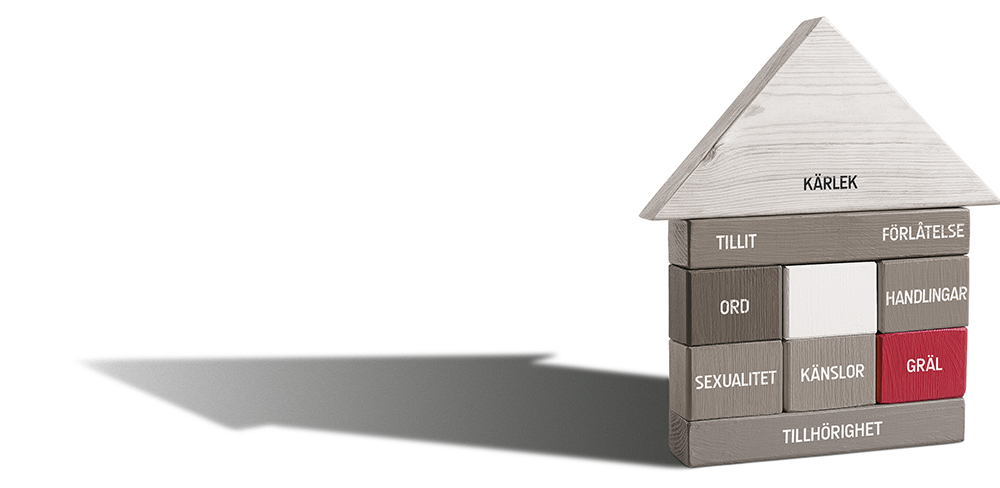 KÄRLEK
TILLIT FÖRLÅTELSE
ORD HANDLINGAR
SEXUALITET KÄNSLOR GRÄL
TILLHÖRIGHET